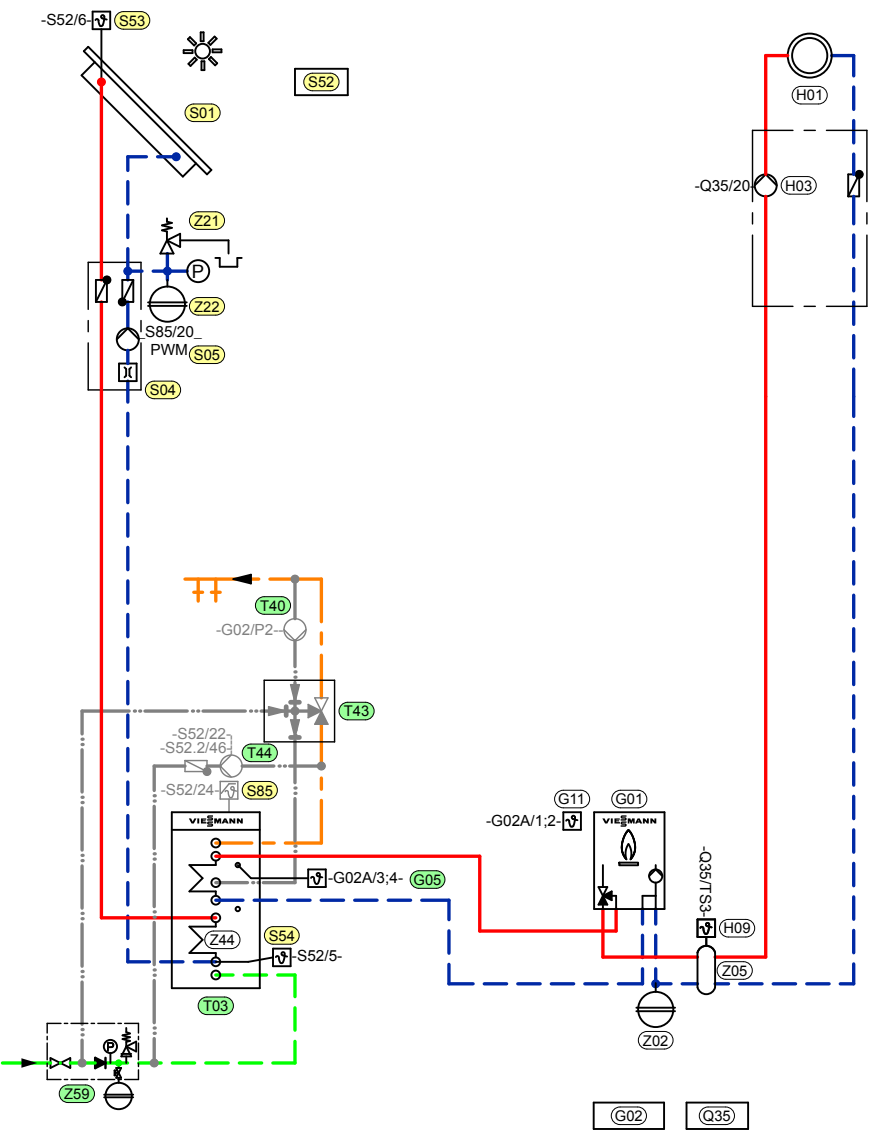 -S52/6-
S53
S52
S01
H01
-Q35/20-
H03
Z21
P
Z22
S85/20_
PWM
S05
S04
T40
-G02/P2-
T43
-S52/22-
-S52.2/46-
T44
-S52/24-
S85
VIESMANN
G11
G01
-G02A/1;2-
VIESMANN
-G02A/3;4-
G05
-Q35/TS3-
H09
Z44
S54
-S52/5-
Z05
T03
Z02
P
Z59
G02
Q35